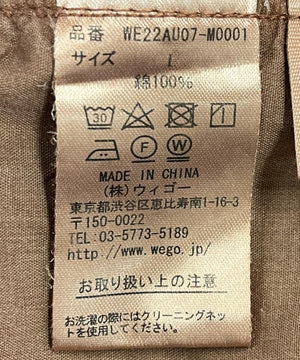 品番 WE22AU07-M0001
サイズ L
綿100%
30
F W
MADE IN CHINA
(株)ウィゴー
東京都渋谷区恵比寿南1-16-3
〒150-0022
TEL 03-5773-5189
http://www.wego.jp/
お取り扱い上の注意
お洗濯の際にはクリーニングネッ
トを使用してください。